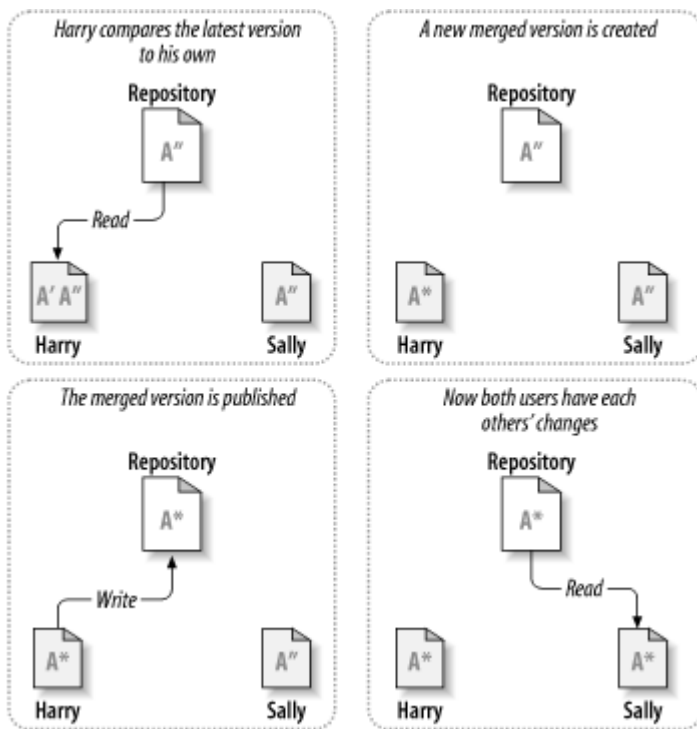 Harry compares the latest version
to his own
Repository
A″
Read
A′ A″
A″
Harry
Sally
A new merged version is created
Repository
A″
A*
A″
Harry
Sally
The merged version is published
Repository
A*
Write
A*
A″
Harry
Sally
Now both users have each
others’ changes
Repository
A*
Read
A*
A*
Harry
Sally